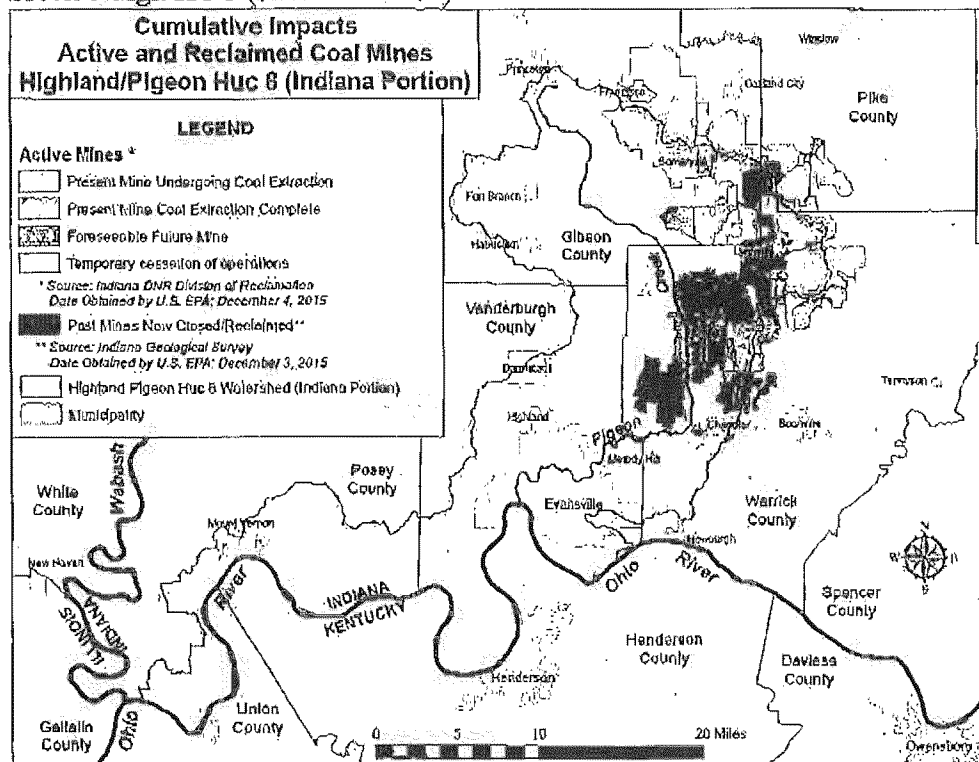 Cumulative Impacts
Active and Reclaimed Coal Mines
Highland/Pigeon Huc 8 (Indiana Portion)
LEGEND
Active Mines *
Present Mine Undergoing Coal Extraction
Present Mine Coal Extraction Complete
Foreseeable Future Mine
Temporary cessation of operations
* Source: Indiana DNR Division of Reclamation
Date Obtained by U.S. EPA; December 4, 2015
Past Mines Now Closed/Reclaimed**
** Source: Indiana Geological Survey
Date Obtained by U.S. EPA; December 3, 2015
Highland Pigeon Huc 8 Watershed (Indiana Portion)
Municipality
Winslow
Princeton
Francisco
Oakland City
Pike County
Somerville
Fort Branch
Haubstadt
Gibson County
Creek
Vanderburgh County
Darmstadt
Highland
Pigeon
Chandler
Boonville
Tennyson
Melody Hill
Posey County
Evansville
Warrick County
White County
Wabash
Mount Vernon
Newburgh
New Haven
River
Ohio
River
INDIANA
KENTUCKY
ILLINOIS
INDIANA
Spencer County
Henderson County
Daviess County
Henderson
Union County
Gallatin County
Ohio
Owensboro
N
W
E
S
0 5 10 20 Miles